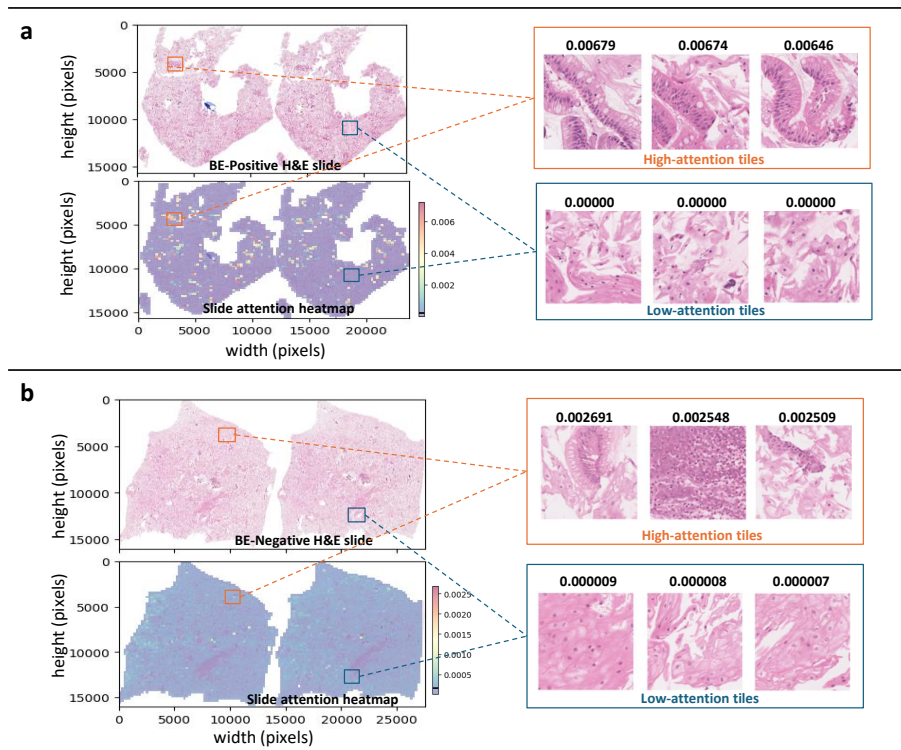 a
0
5000
10000
15000
height (pixels)
BE-Positive H&E slide
0
5000
10000
15000
height (pixels)
Slide attention heatmap
0.006
0.004
0.002
0 5000 10000 15000 20000
width (pixels)
0.00679 0.00674 0.00646
High-attention tiles
0.00000 0.00000 0.00000
Low-attention tiles
b
0
5000
10000
15000
height (pixels)
BE-Negative H&E slide
0
5000
10000
15000
height (pixels)
Slide attention heatmap
0.0025
0.0020
0.0015
0.0010
0.0005
0 5000 10000 15000 20000 25000
width (pixels)
0.002691 0.002548 0.002509
High-attention tiles
0.000009 0.000008 0.000007
Low-attention tiles